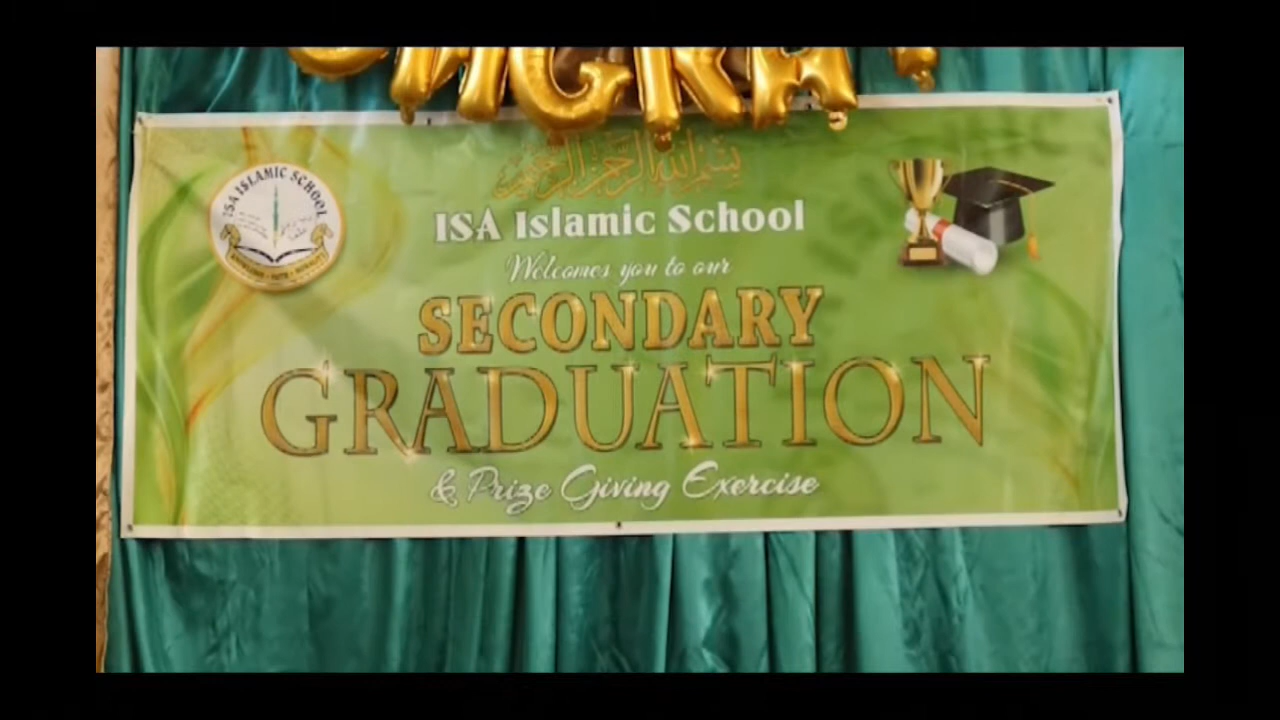 CNGRAT
بسم الله الرحمن الرحيم
ISA ISLAMIC SCHOOL
ISA Islamic School
Welcomes you to our
SECONDARY
GRADUATION
& Prize Giving Exercise